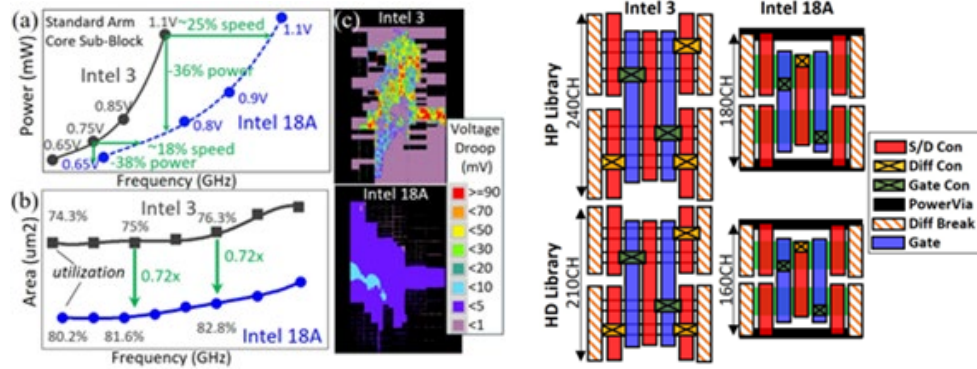 (a)
Standard Arm
Core Sub-Block
Power (mW)
1.1V
~25% speed
1.1V
Intel 3
-36% power
0.85V
0.9V
0.75V
0.8V
Intel 18A
0.65V
~18% speed
0.65V
-38% power
Frequency (GHz)
(b)
Area (um2)
Intel 3
74.3%
75%
76.3%
utilization
0.72x
0.72x
80.2%
81.6%
82.8%
Intel 18A
Frequency (GHz)
(c)
Intel 3
Voltage
Droop
(mV)
>=90
<70
<50
<30
<20
<10
<5
<1
Intel 18A
Intel 3
Intel 18A
HP Library
240CH
180CH
HD Library
210CH
160CH
S/D Con
Diff Con
Gate Con
PowerVia
Diff Break
Gate